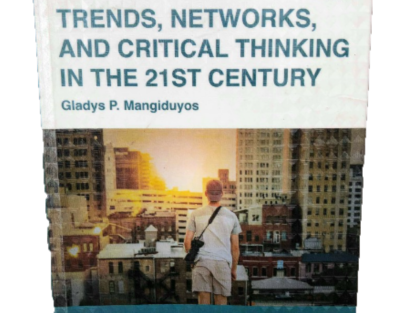 TRENDS, NETWORKS,
AND CRITICAL THINKING
IN THE 21ST CENTURY
Gladys P. Mangiduyos